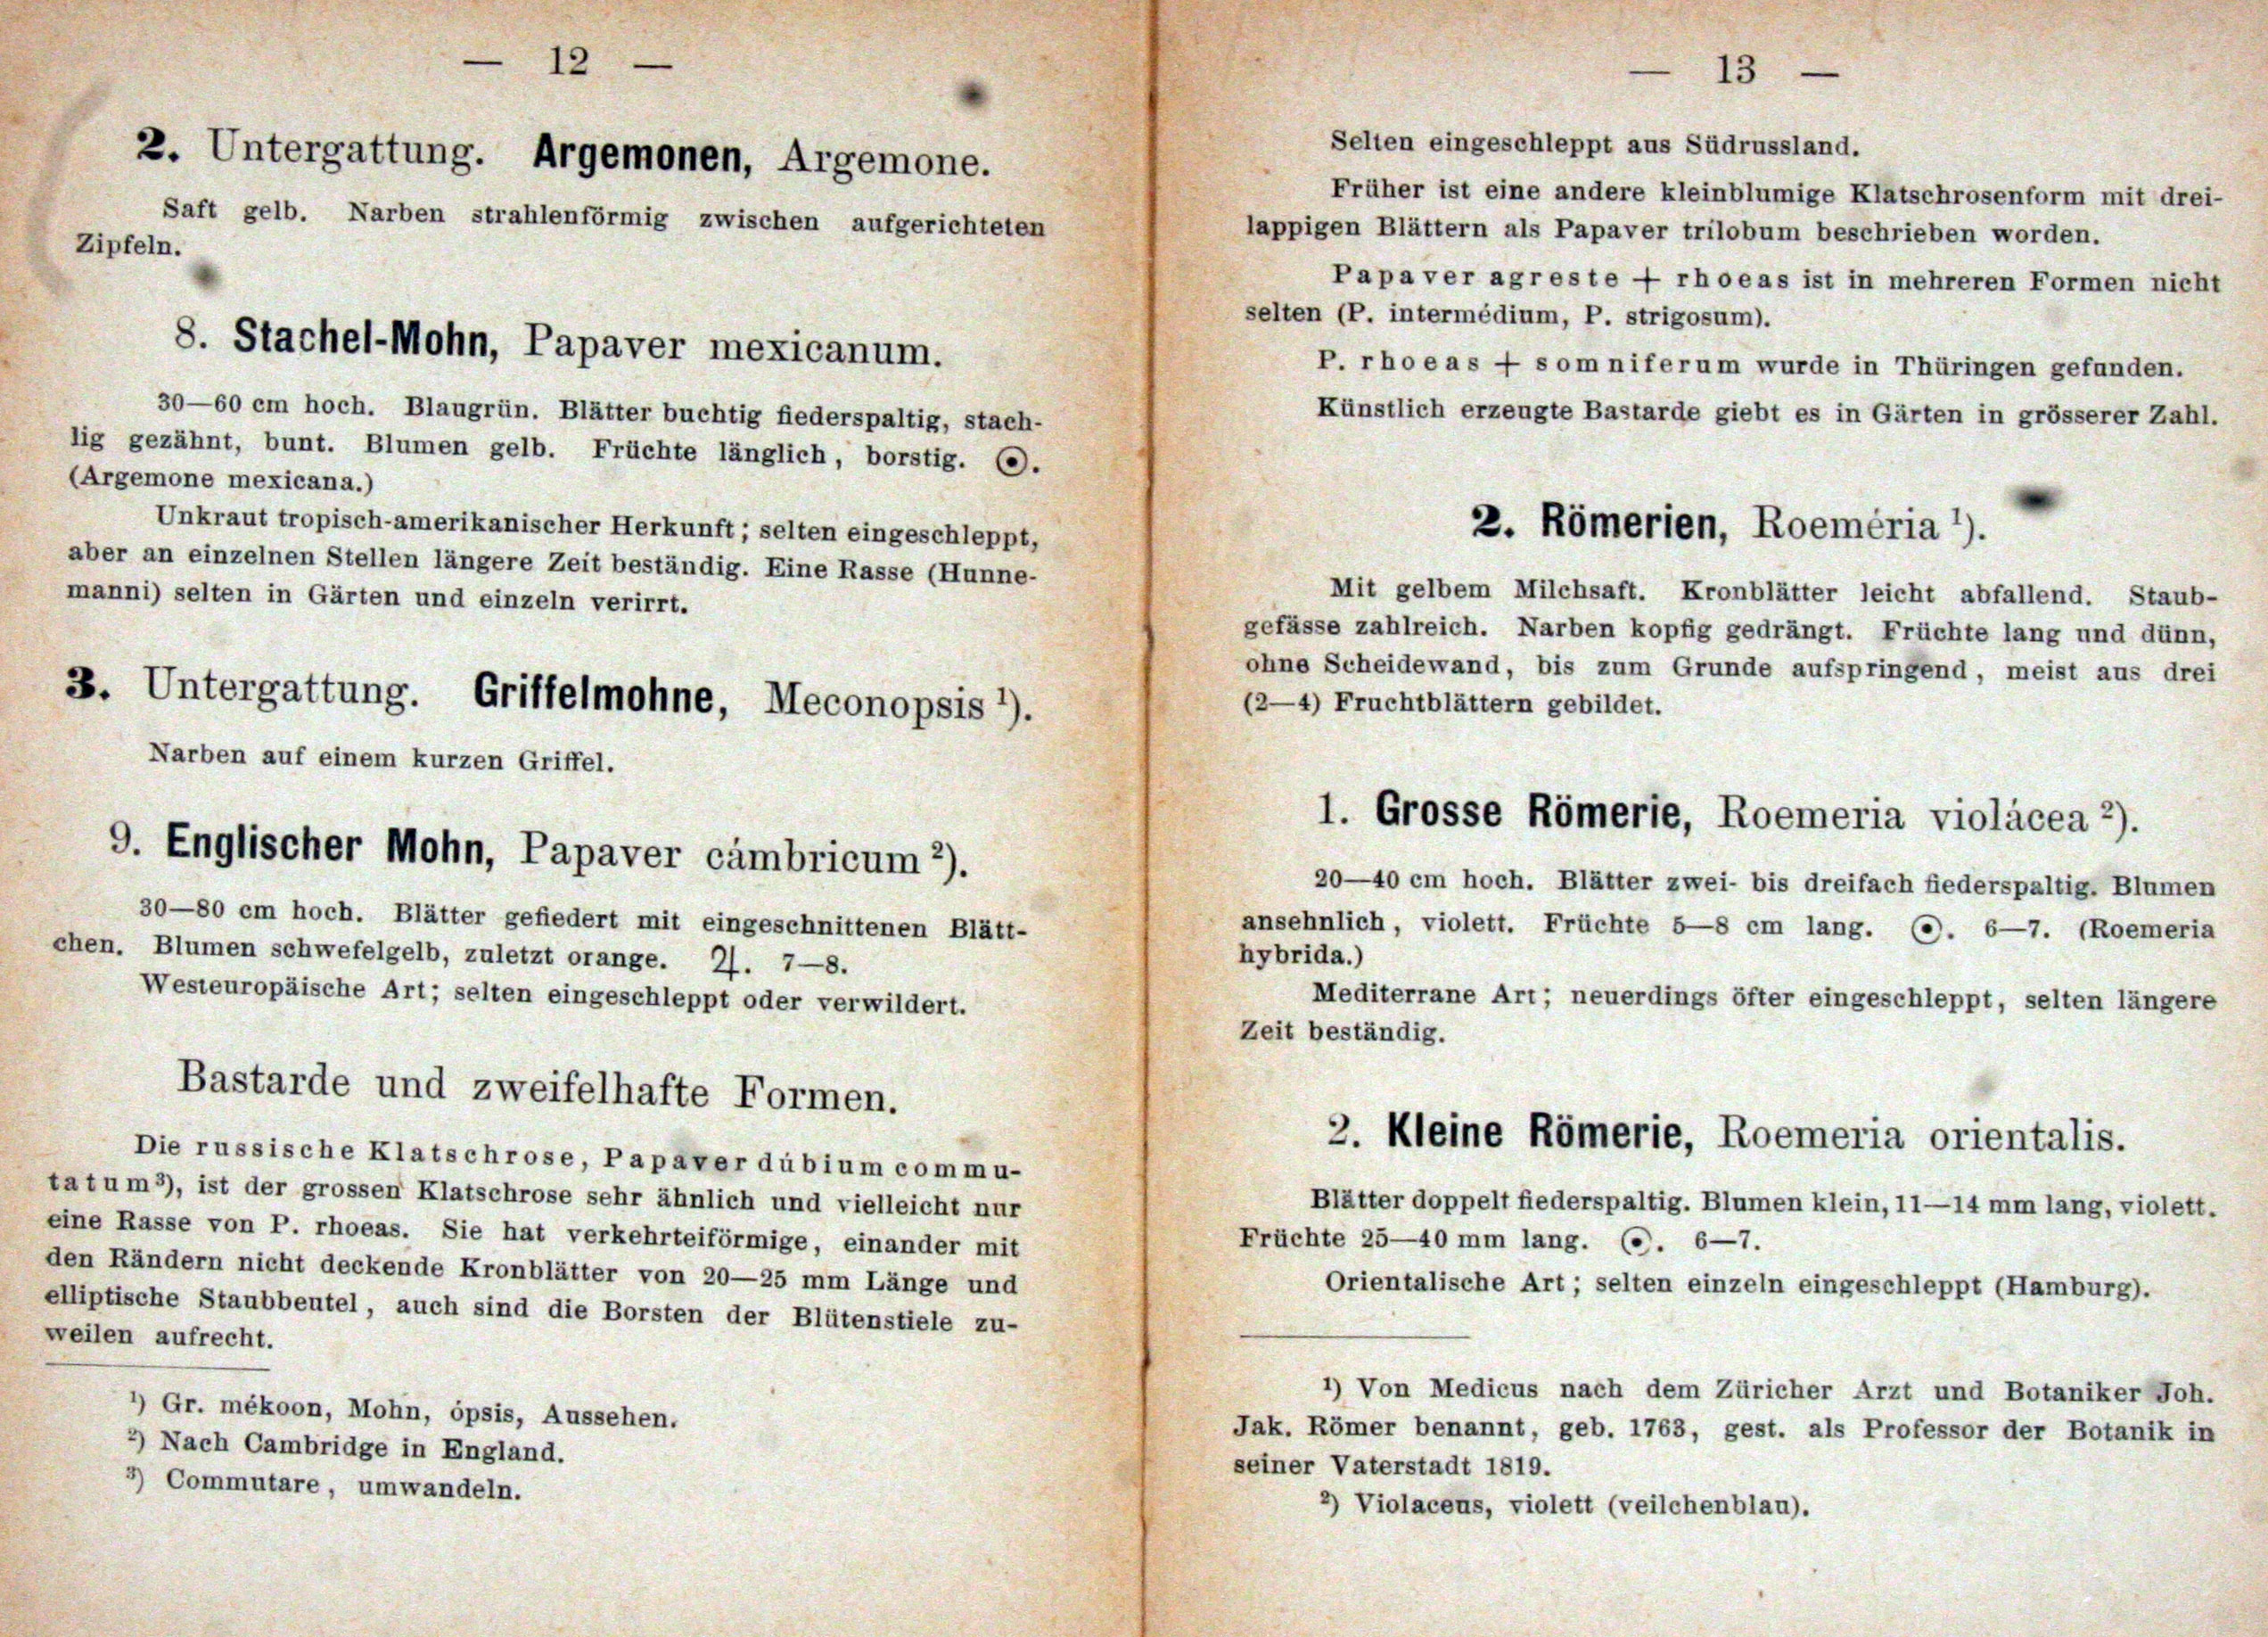 — 12 —
2. Untergattung. Argemonen, Argemone.
Saft gelb. Narben strahlenförmig zwischen aufgerichteten
Zipfeln.
8. Stachel-Mohn, Papaver mexicanum.
30—60 cm hoch. Blaugrün. Blätter buchtig fiederspaltig, stach-
lig gezähnt, bunt. Blumen gelb. Früchte länglich, borstig. ⊙.
(Argemone mexicana.)
Unkraut tropisch-amerikanischer Herkunft; selten eingeschleppt,
aber an einzelnen Stellen längere Zeit beständig. Eine Rasse (Hunne-
manni) selten in Gärten und einzeln verirrt.
3. Untergattung. Griffelmohne, Meconopsis ¹).
Narben auf einem kurzen Griffel.
9. Englischer Mohn, Papaver cámbricum ²).
30—80 cm hoch. Blätter gefiedert mit eingeschnittenen Blätt-
chen. Blumen schwefelgelb, zuletzt orange. ♃. 7—8.
Westeuropäische Art; selten eingeschleppt oder verwildert.
Bastarde und zweifelhafte Formen.
Die russische Klatschrose, Papaver dúbium commu-
tatum³), ist der grossen Klatschrose sehr ähnlich und vielleicht nur
eine Rasse von P. rhoeas. Sie hat verkehrteiförmige, einander mit
den Rändern nicht deckende Kronblätter von 20—25 mm Länge und
elliptische Staubbeutel, auch sind die Borsten der Blütenstiele zu-
weilen aufrecht.
¹) Gr. mékoon, Mohn, ópsis, Aussehen.
²) Nach Cambridge in England.
³) Commutare, umwandeln.
— 13 —
Selten eingeschleppt aus Südrussland.
Früher ist eine andere kleinblumige Klatschrosenform mit drei-
lappigen Blättern als Papaver trilobum beschrieben worden.
Papaver agreste + rhoeas ist in mehreren Formen nicht
selten (P. intermédium, P. strigosum).
P. rhoeas + somniferum wurde in Thüringen gefunden.
Künstlich erzeugte Bastarde giebt es in Gärten in grösserer Zahl.
2. Römerien, Roeméria ¹).
Mit gelbem Milchsaft. Kronblätter leicht abfallend. Staub-
gefässe zahlreich. Narben kopfig gedrängt. Früchte lang und dünn,
ohne Scheidewand, bis zum Grunde aufspringend, meist aus drei
(2—4) Fruchtblättern gebildet.
1. Grosse Römerie, Roemeria violácea ²).
20—40 cm hoch. Blätter zwei- bis dreifach fiederspaltig. Blumen
ansehnlich, violett. Früchte 5—8 cm lang. ⊙. 6—7. (Roemeria
hybrida.)
Mediterrane Art; neuerdings öfter eingeschleppt, selten längere
Zeit beständig.
2. Kleine Römerie, Roemeria orientalis.
Blätter doppelt fiederspaltig. Blumen klein, 11—14 mm lang, violett.
Früchte 25—40 mm lang. ⊙. 6—7.
Orientalische Art; selten einzeln eingeschleppt (Hamburg).
¹) Von Medicus nach dem Züricher Arzt und Botaniker Joh.
Jak. Römer benannt, geb. 1763, gest. als Professor der Botanik in
seiner Vaterstadt 1819.
²) Violaceus, violett (veilchenblau).